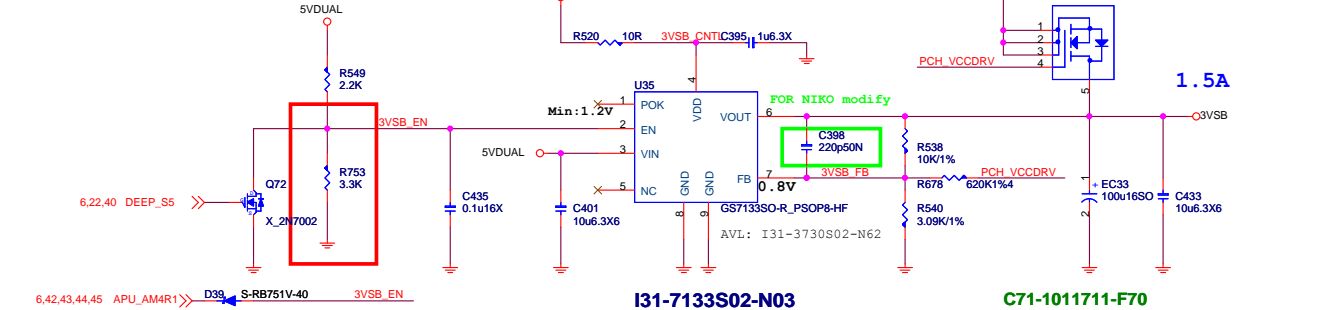 5VDUAL
R549
2.2K
R520
10R
3VSB_CNTL
C395
1u6.3X
4
1
2
3
4
PCH_VCCDRV
5
1.5A
U35
POK
EN
VIN
NC
VDD
VOUT
FB
GND
GND
1
2
3
5
6
7
8
9
Min:1.2V
3VSB_EN
5VDUAL
FOR NIKO modify
C398
220p50N
3VSB
R538
10K/1%
3VSB_FB
0.8V
R678
620K1%4
PCH_VCCDRV
R753
3.3K
Q72
X_2N7002
6,22,40 DEEP_S5
C435
0.1u16X
C401
10u6.3X6
GS7133SO-R_PSOP8-HF
AVL: I31-3730S02-N62
R540
3.09K/1%
1
+
2
EC33
100u16SO
C433
10u6.3X6
6,42,43,44,45 APU_AM4R1
D39
S-RB751V-40
3VSB_EN
I31-7133S02-N03
C71-1011711-F70